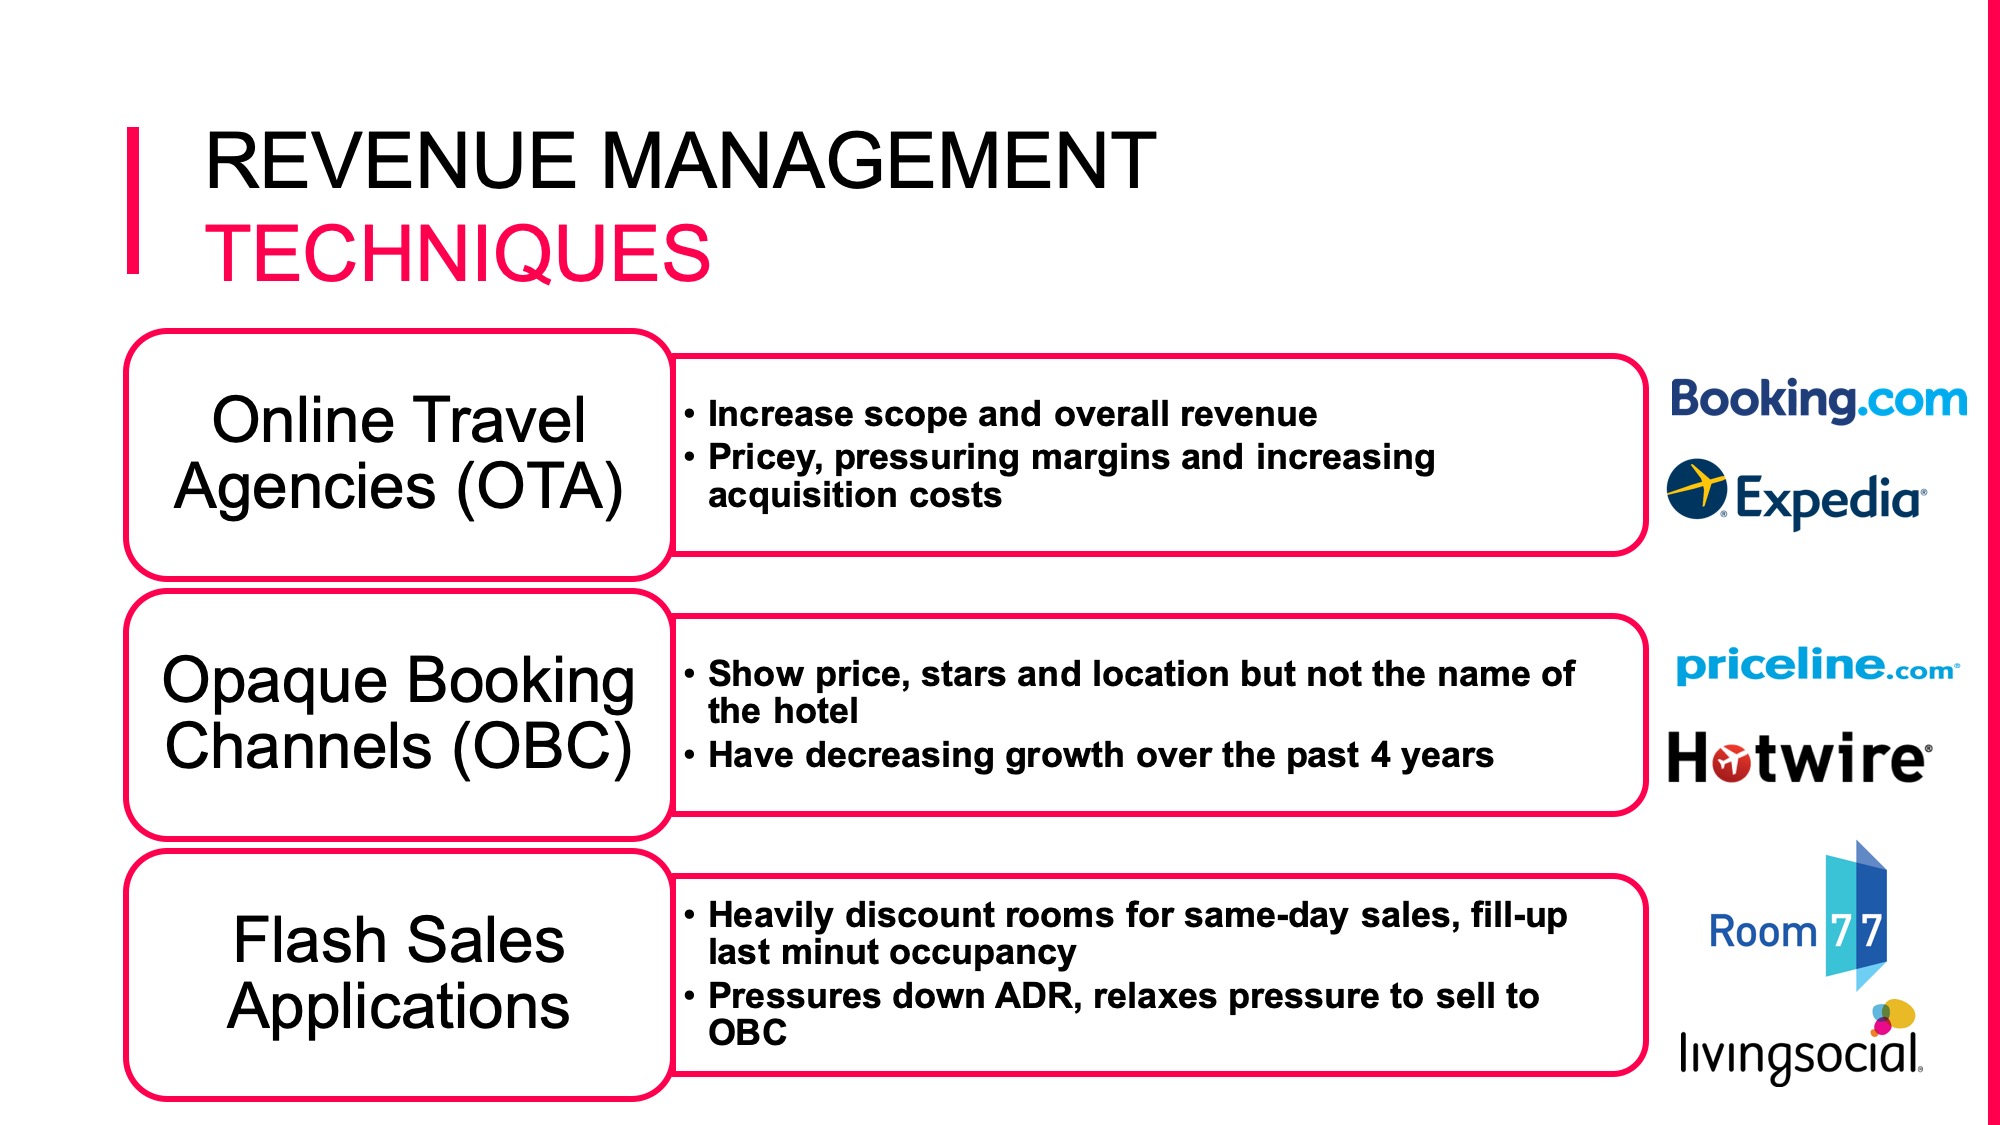 REVENUE MANAGEMENT
TECHNIQUES
Online Travel
Agencies (OTA)
• Increase scope and overall revenue
• Pricey, pressuring margins and increasing
acquisition costs
Booking.com
Expedia®
Opaque Booking
Channels (OBC)
• Show price, stars and location but not the name of
the hotel
• Have decreasing growth over the past 4 years
priceline.com®
Hotwire®
Flash Sales
Applications
• Heavily discount rooms for same-day sales, fill-up
last minut occupancy
• Pressures down ADR, relaxes pressure to sell to
OBC
Room 77
livingsocial®